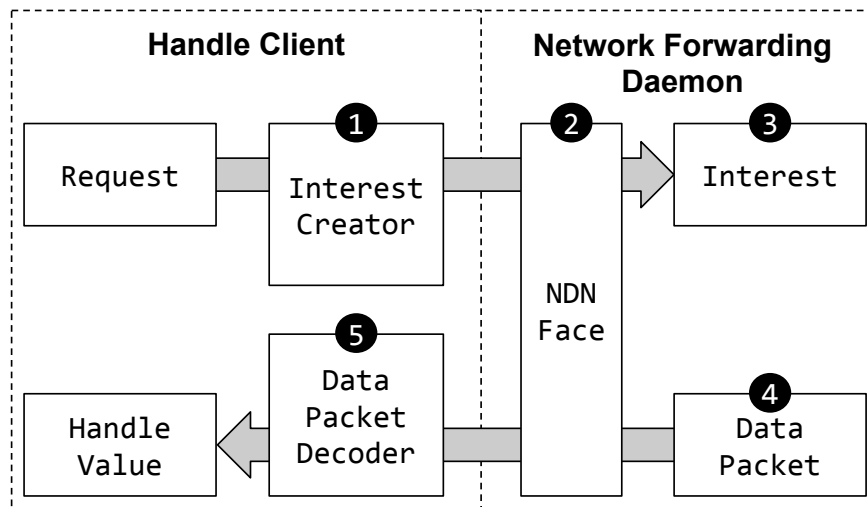 Handle Client
Network Forwarding
Daemon
1
2
3
Request
Interest
Creator
Interest
NDN
Face
5
4
Handle
Value
Data
Packet
Decoder
Data
Packet